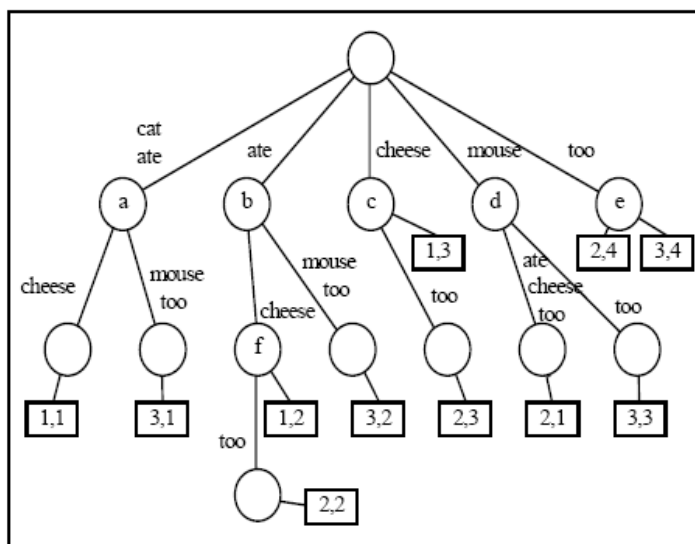 cat
ate
ate
cheese
mouse
too
a
b
c
d
e
1,3
2,4
3,4
cheese
mouse
too
cheese
mouse
too
too
ate
cheese
too
too
f
1,1
3,1
1,2
3,2
2,3
2,1
3,3
too
2,2